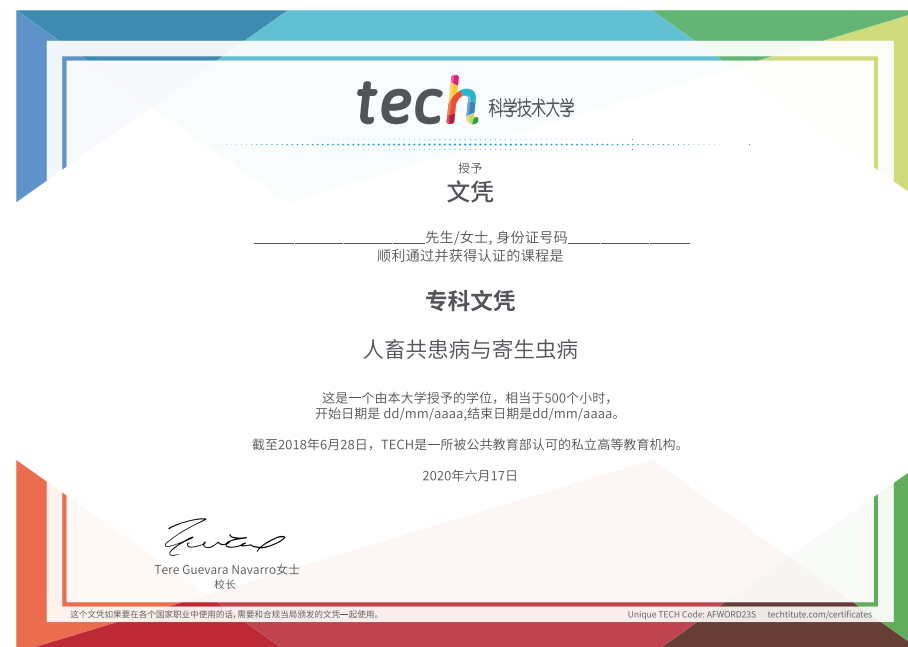 tech 科学技术大学
授予
文凭
先生/女士, 身份证号码
顺利通过并获得认证的课程是
专科文凭
人畜共患病与寄生虫病
这是一个由本大学授予的学位，相当于500个小时，
开始日期是 dd/mm/aaaa,结束日期是dd/mm/aaaa。
截至2018年6月28日，TECH是一所被公共教育部认可的私立高等教育机构。
2020年六月17日
Tere Guevara Navarro女士
校长
这个文凭如果要在各个国家职业中使用的话,需要和合规当局颁发的文凭一起使用。
Unique TECH Code: AFWORD23S techtitute.com/certificates